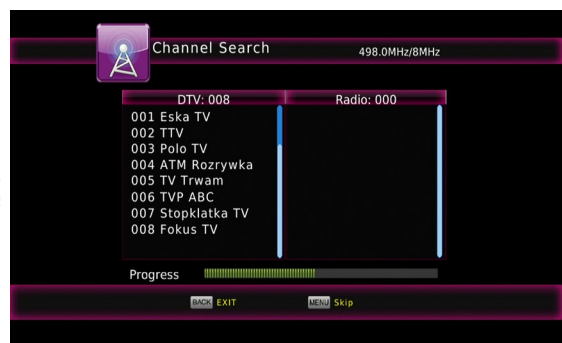 Channel Search
498.0MHz/8MHz
DTV: 008
Radio: 000
001 Eska TV
002 TTV
003 Polo TV
004 ATM Rozrywka
005 TV Trwam
006 TVP ABC
007 Stopklatka TV
008 Fokus TV
Progress
BACK EXIT
MENU Skip